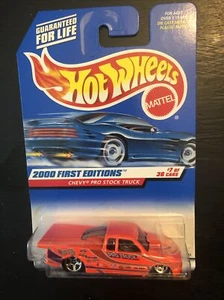 GUARANTEED
FOR LIFE
Hot Wheels
MATTEL
2000 FIRST EDITIONS
CHEVY PRO STOCK TRUCK
#7 of
36 CARS